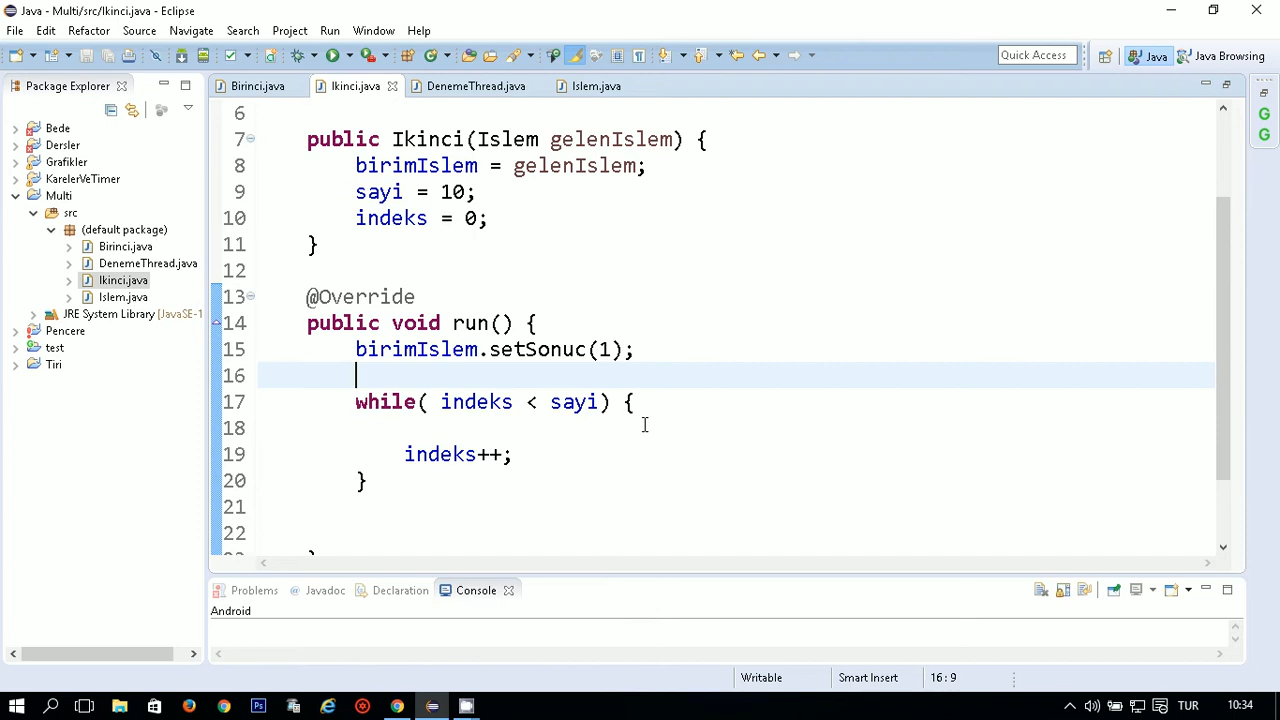 Java - Multi/src/Ikinci.java - Eclipse
File Edit Refactor Source Navigate Search Project Run Window Help
Quick Access
Java
Java Browsing
Package Explorer
Birinci.java
Ikinci.java
DenemeThread.java
Islem.java
Bede
Dersler
Grafikler
KarelerVeTimer
Multi
src
(default package)
Birinci.java
DenemeThread.java
Ikinci.java
Islem.java
JRE System Library [JavaSE-1
Pencere
test
Tiri
6
7 public Ikinci(Islem gelenIslem) {
8 birimIslem = gelenIslem;
9 sayi = 10;
10 indeks = 0;
11 }
12
13 @Override
14 public void run() {
15 birimIslem.setSonuc(1);
16
17 while( indeks < sayi) {
18
19 indeks++;
20 }
21
22
Problems @ Javadoc Declaration Console
Android
Writable Smart Insert 16:9
TUR 10:34